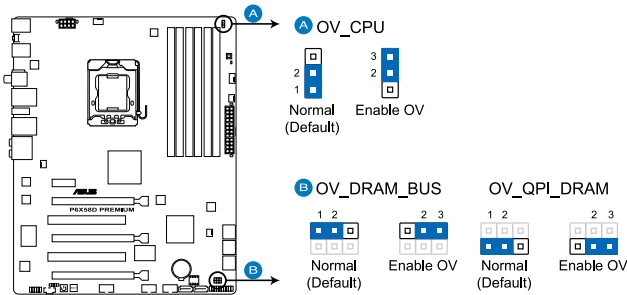 A
A OV_CPU
3
2 2
1
Normal Enable OV
(Default)
ASUS
P6X58D PREMIUM
B OV_DRAM_BUS OV_QPI_DRAM
1 2 2 3 1 2 2 3
B
Normal Enable OV Normal Enable OV
(Default) (Default)